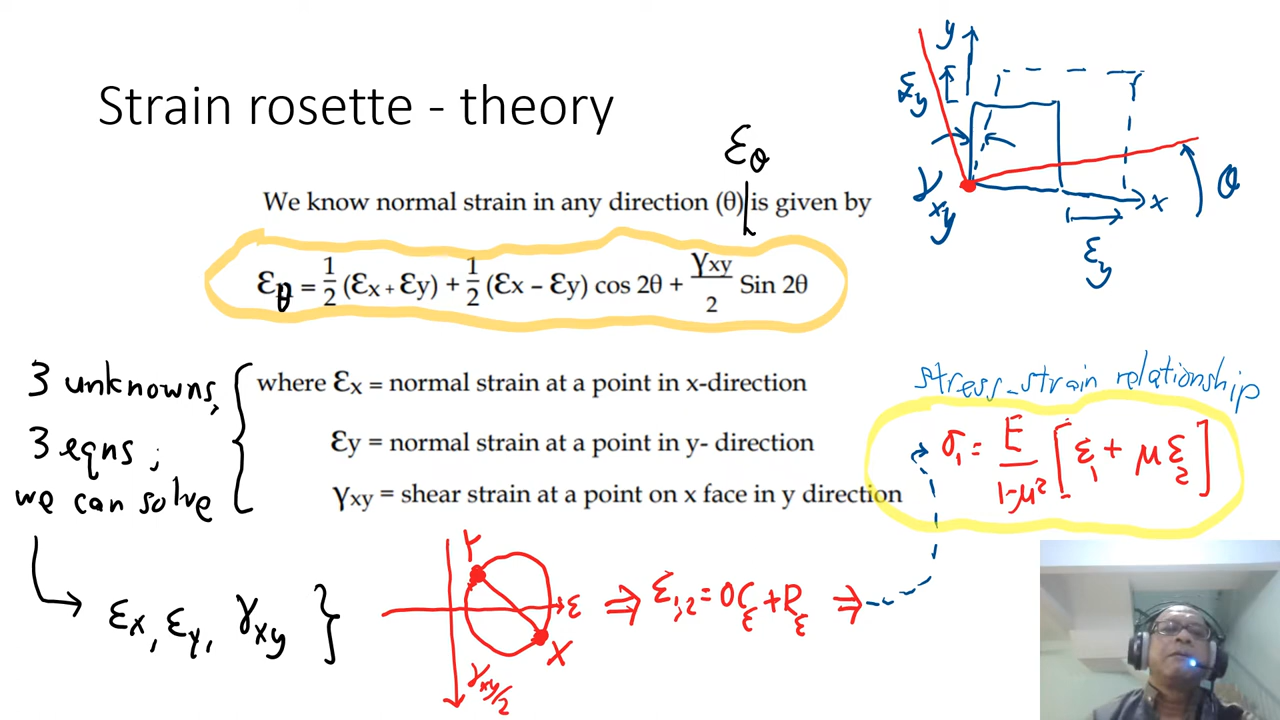 Strain rosette - theory
εθ
We know normal strain in any direction (θ) is given by
εθ = 1/2 (εx + εy) + 1/2 (εx − εy) cos 2θ + γxy/2 Sin 2θ
3 unknowns,
3 eqns ;
we can solve
where εx = normal strain at a point in x-direction
εy = normal strain at a point in y- direction
γxy = shear strain at a point on x face in y direction
εx, εy, γxy }
Y
ε
X
γxy/2
⇒ ε1,2 = OCε + Rε ⇒
y
εy
γxy
x
θ
εy
stress-strain relationship
σ1 = E/1-μ² [ε1 + με2]